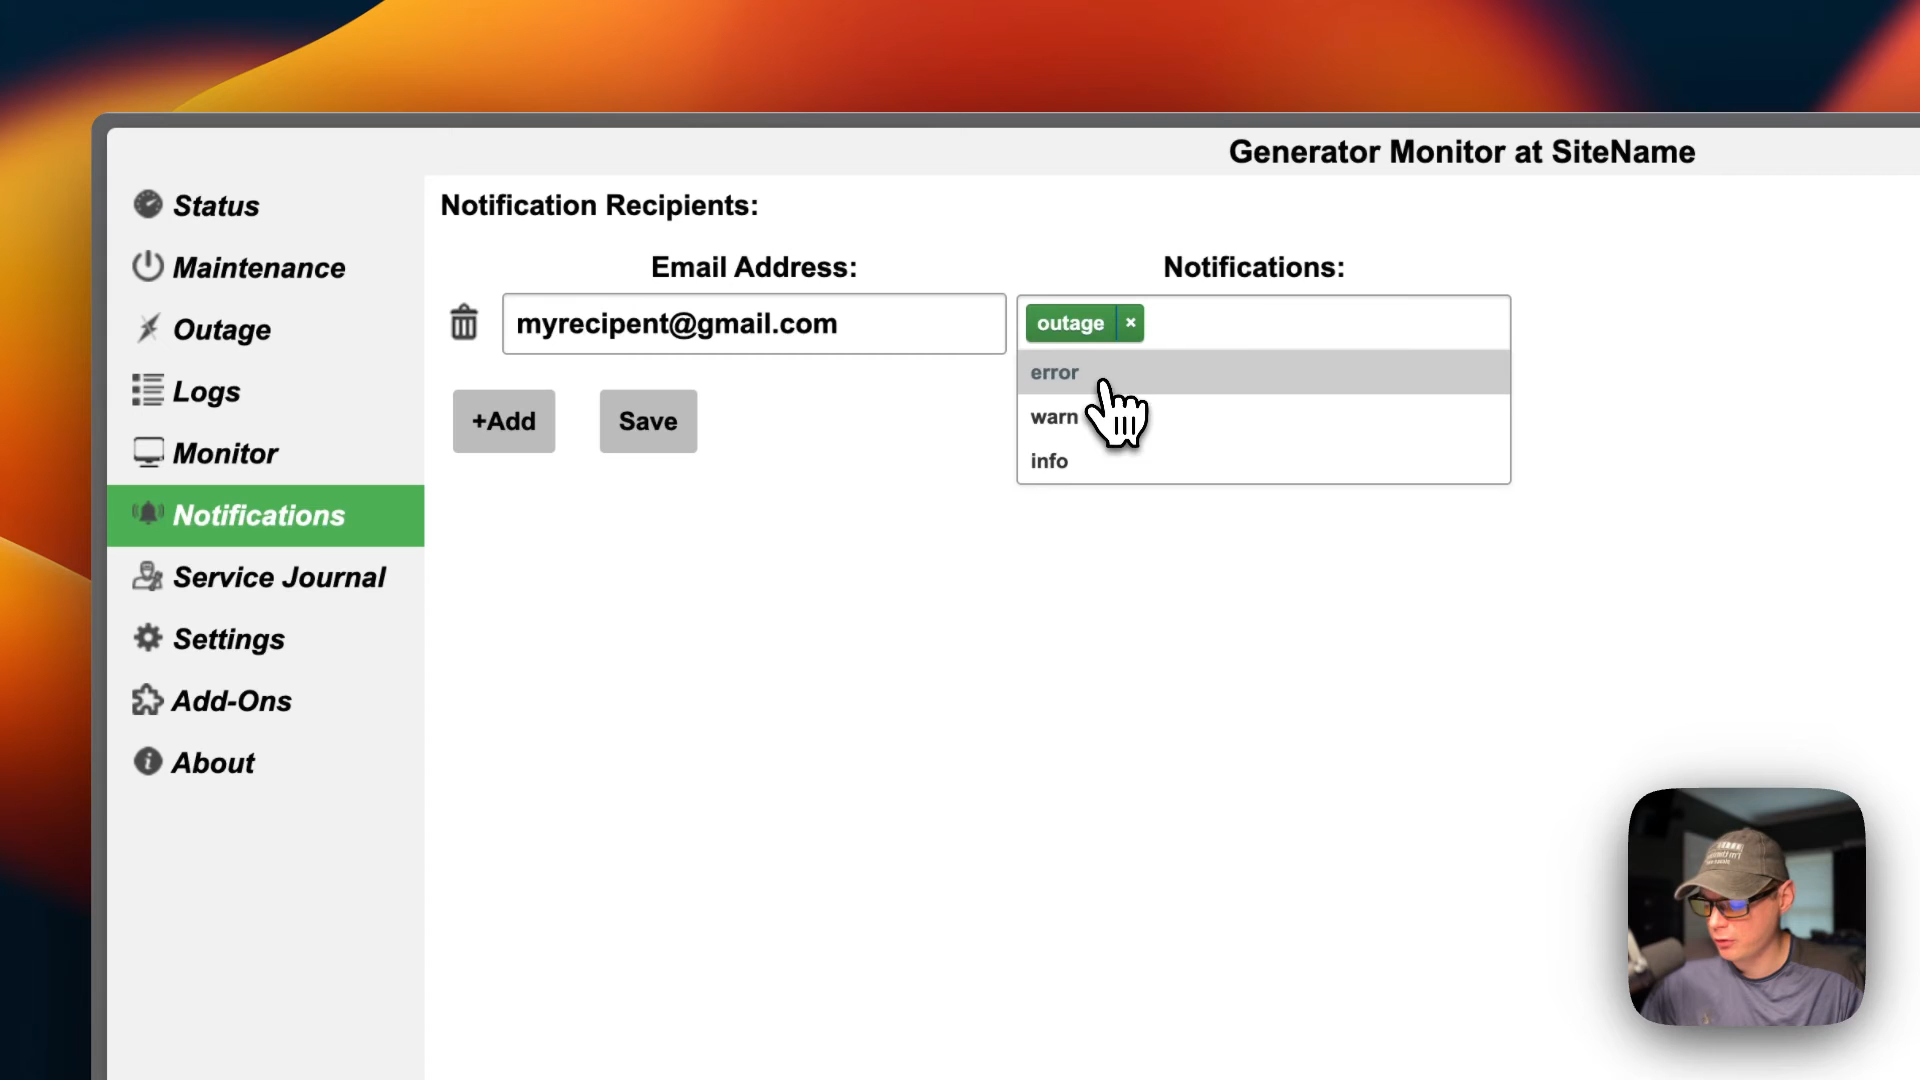 Generator Monitor at SiteName
Status
Maintenance
Outage
Logs
Monitor
Notifications
Service Journal
Settings
Add-Ons
About
Notification Recipients:
Email Address:
Notifications:
myrecipent@gmail.com
outage ×
error
warn
info
+Add
Save